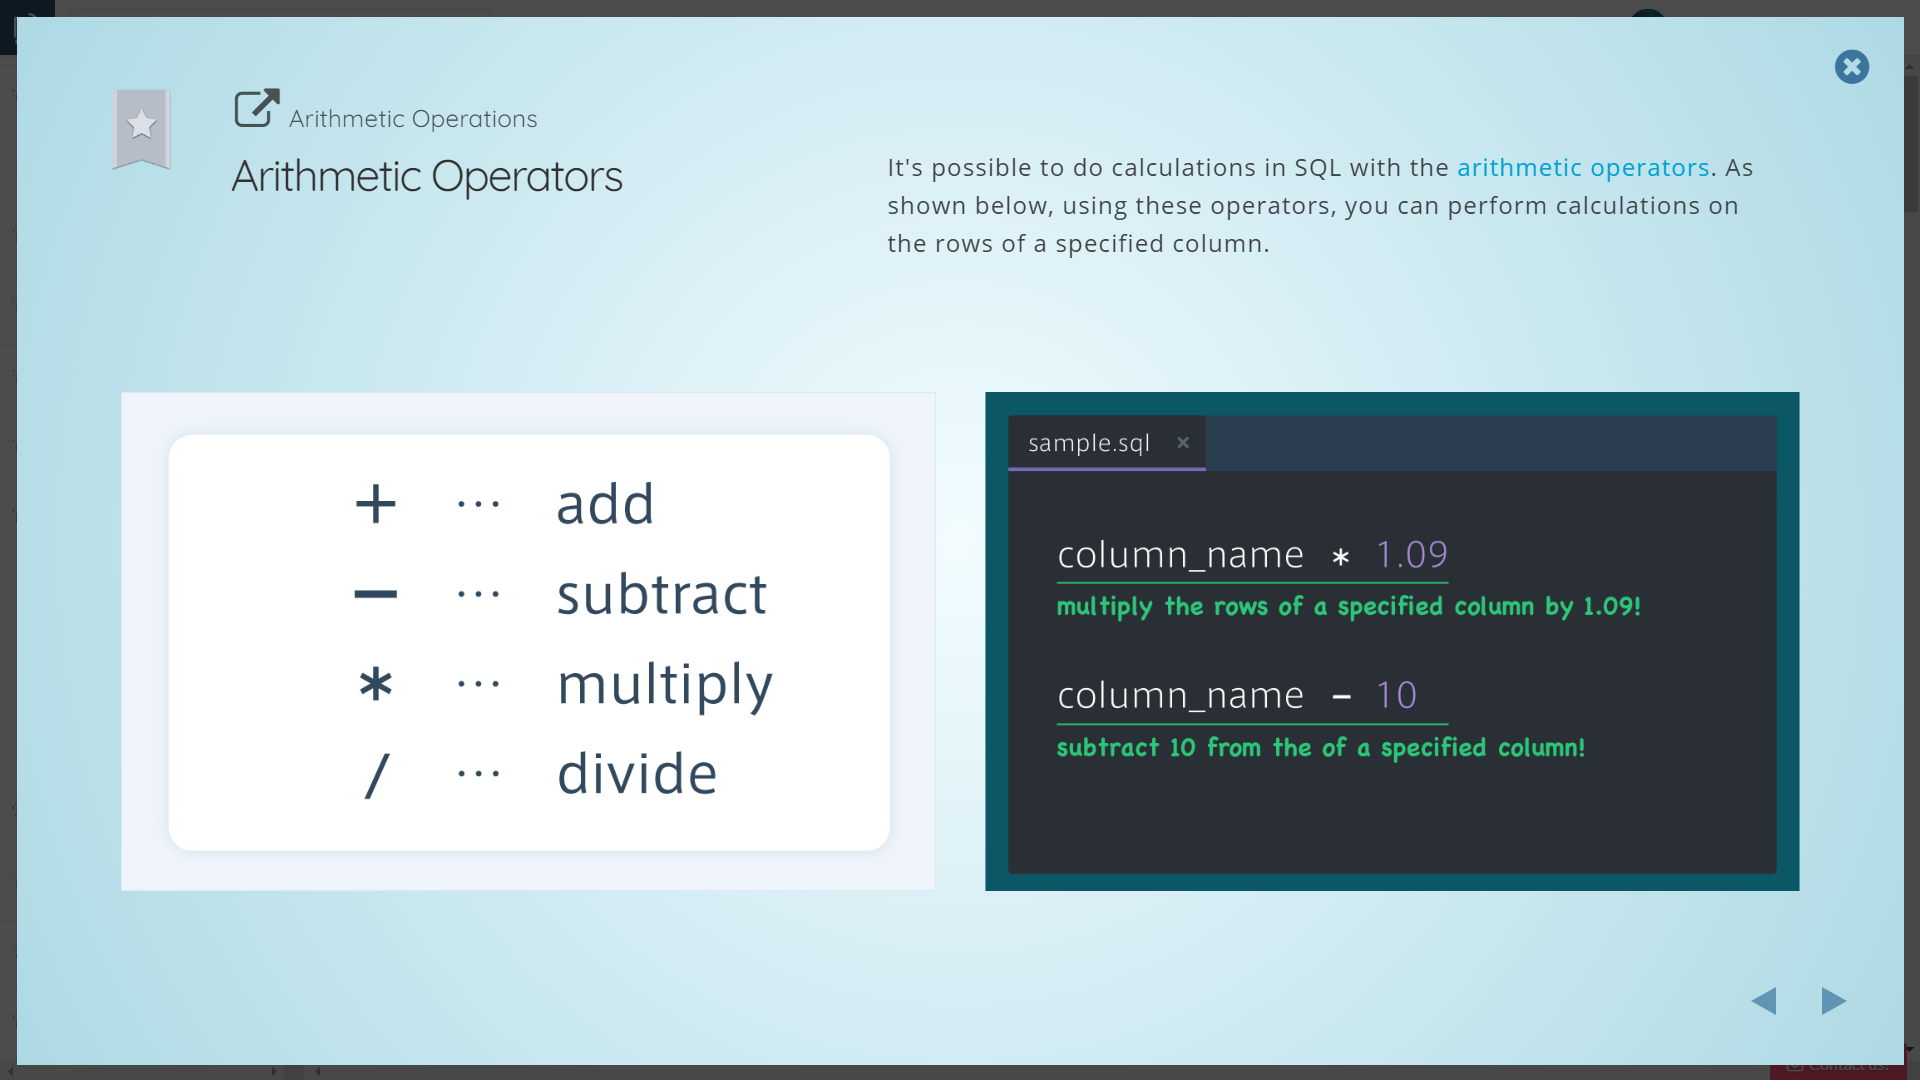 Arithmetic Operations
Arithmetic Operators
It's possible to do calculations in SQL with the arithmetic operators. As
shown below, using these operators, you can perform calculations on
the rows of a specified column.
+ ... add
− ... subtract
* ... multiply
/ ... divide
sample.sql ×
column_name * 1.09
multiply the rows of a specified column by 1.09!
column_name - 10
subtract 10 from the of a specified column!
Contact us!